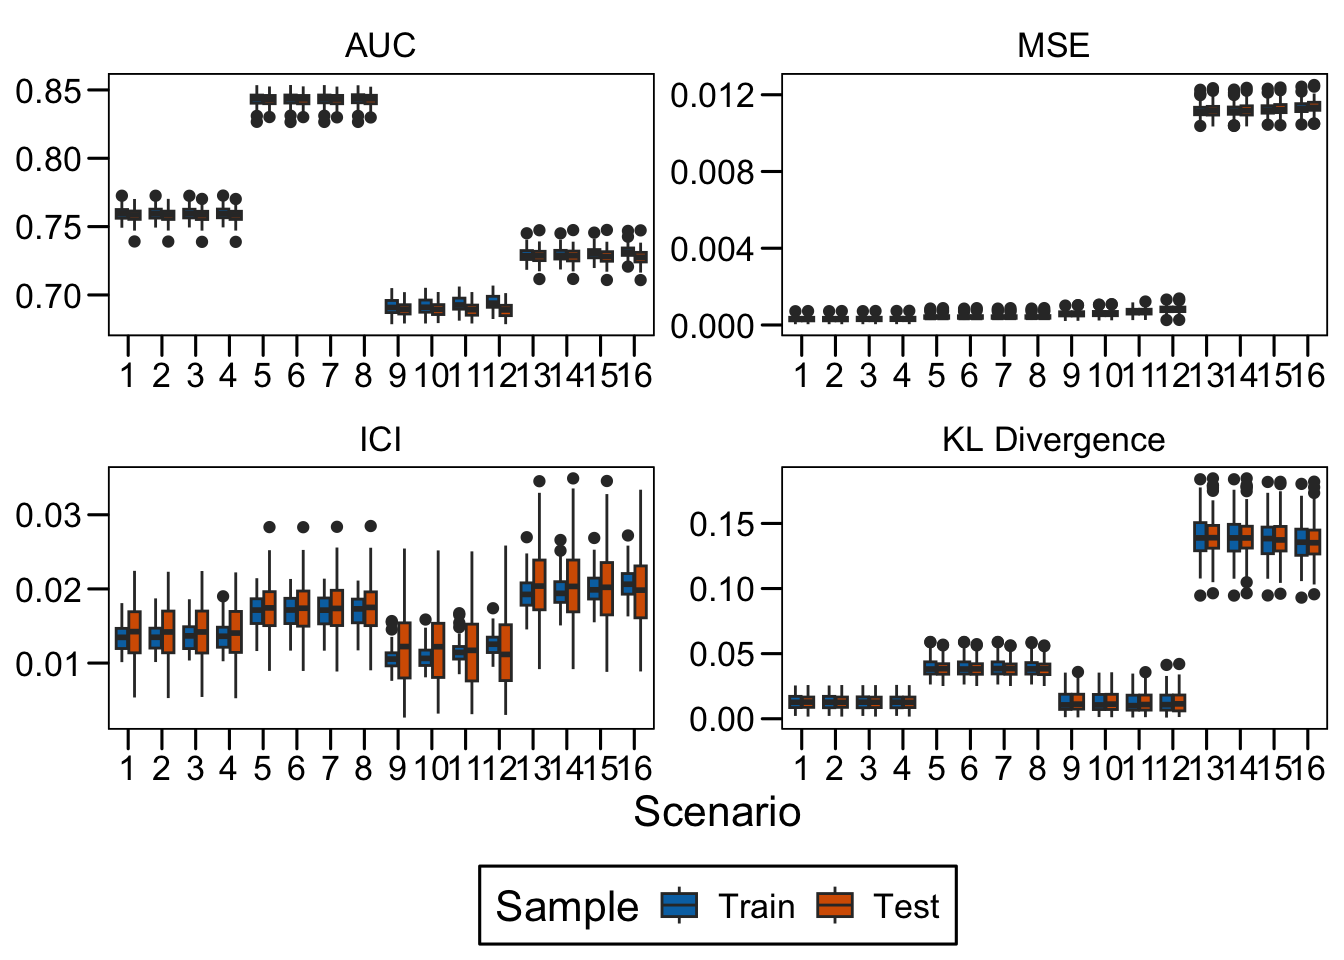 AUC
MSE
0.85
0.80
0.75
0.70
0.012
0.008
0.004
0.000
1 2 3 4 5 6 7 8 9 10 11 12 13 14 15 16
1 2 3 4 5 6 7 8 9 10 11 12 13 14 15 16
ICI
KL Divergence
0.03
0.02
0.01
0.15
0.10
0.05
0.00
1 2 3 4 5 6 7 8 9 10 11 12 13 14 15 16
1 2 3 4 5 6 7 8 9 10 11 12 13 14 15 16
Scenario
Sample Train Test